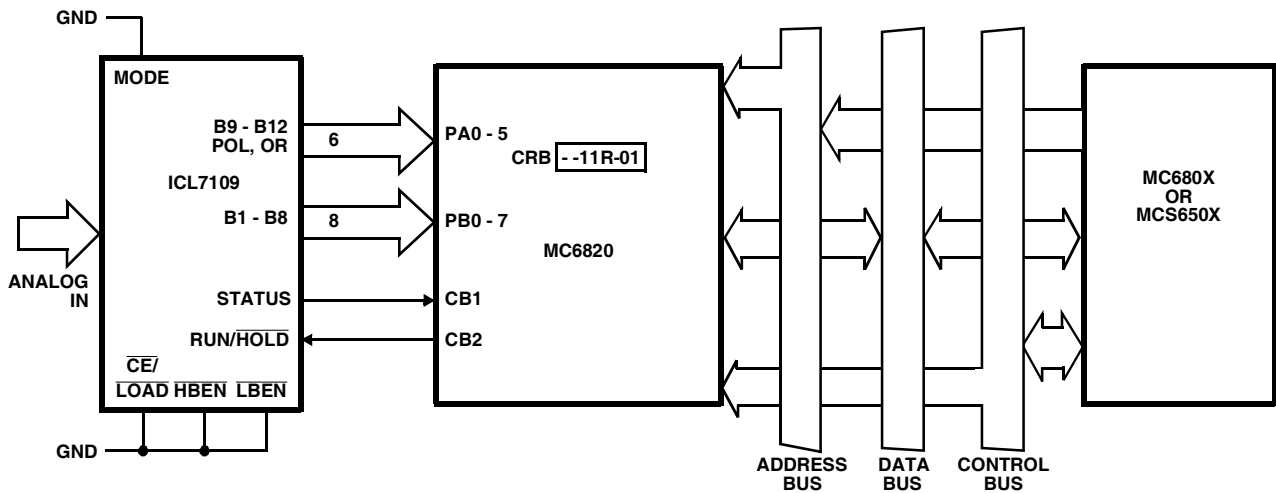 GND
MODE
B9 - B12
POL, OR
6
ICL7109
B1 - B8
8
ANALOG
IN
STATUS
RUN/HOLD
CE/
LOAD HBEN LBEN
GND
PA0 - 5
CRB - -11R-01
PB0 - 7
MC6820
CB1
CB2
ADDRESS
BUS
DATA
BUS
CONTROL
BUS
MC680X
OR
MCS650X